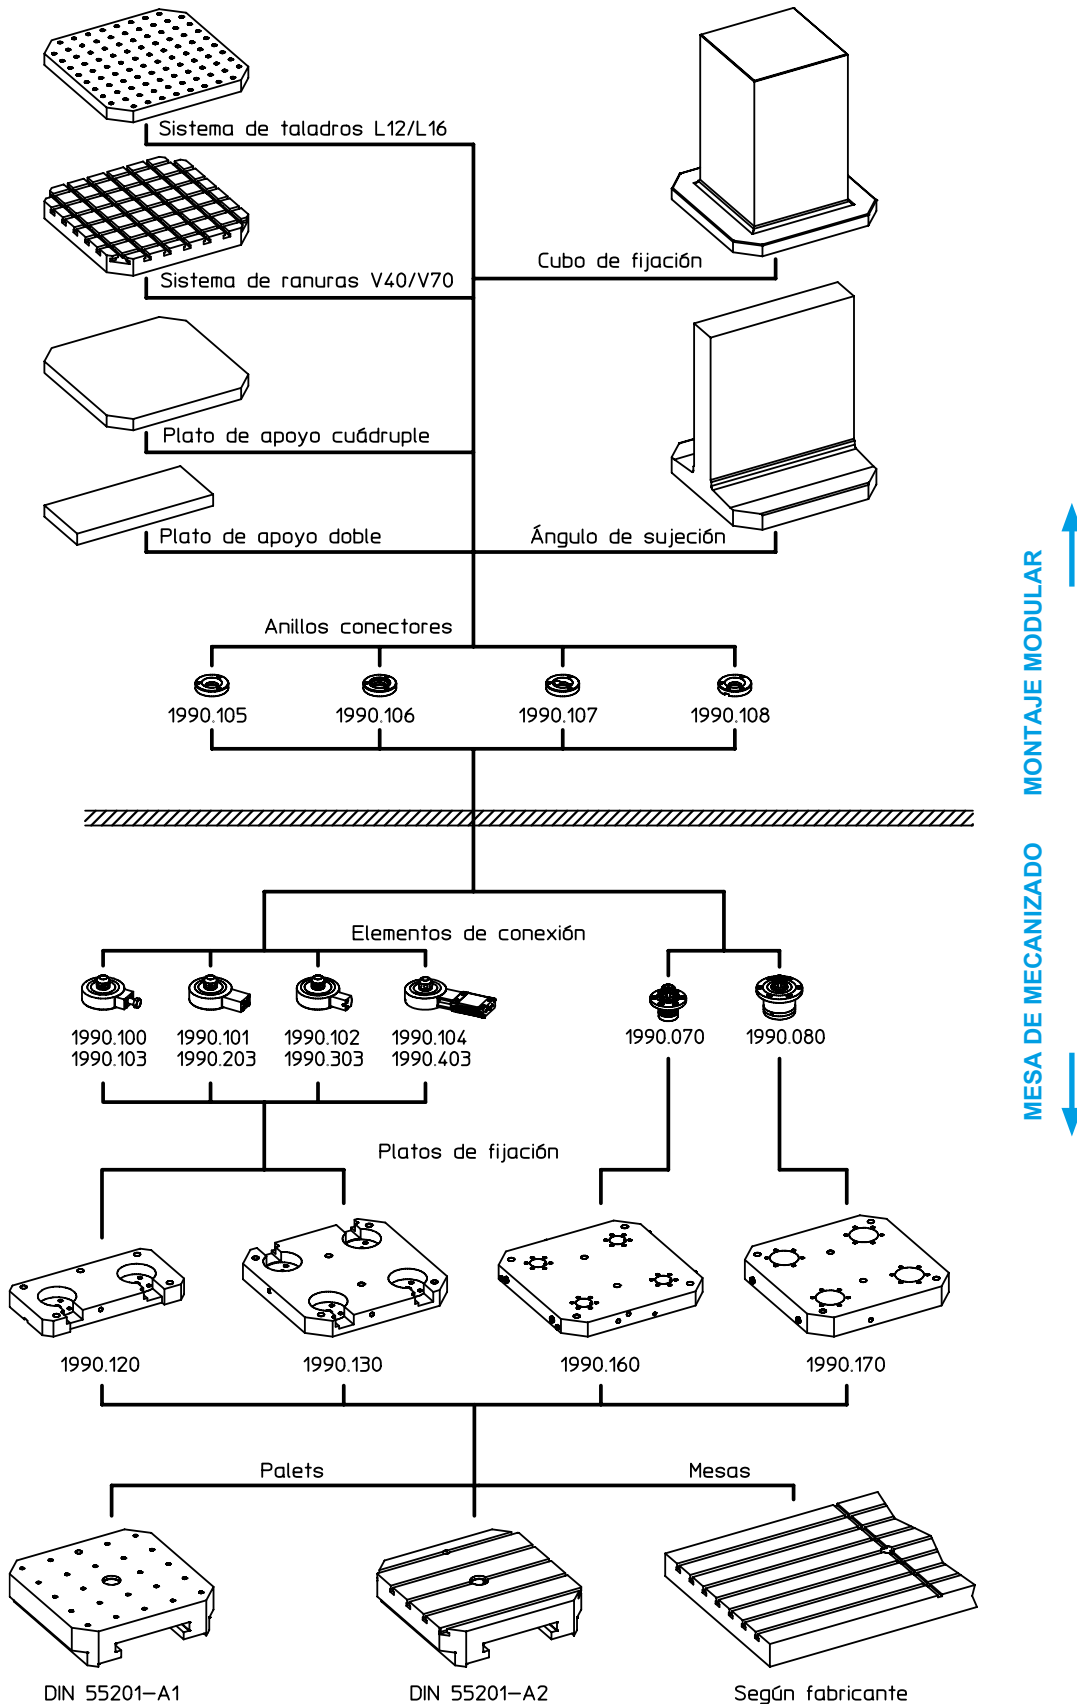 Sistema de taladros L12/L16
Sistema de ranuras V40/V70
Cubo de fijación
Plato de apoyo cuádruple
Plato de apoyo doble
Ángulo de sujeción
MONTAJE MODULAR
Anillos conectores
1990.105
1990.106
1990.107
1990.108
MESA DE MECANIZADO
Elementos de conexión
1990.100
1990.103
1990.101
1990.203
1990.102
1990.303
1990.104
1990.403
1990.070
1990.080
Platos de fijación
1990.120
1990.130
1990.160
1990.170
Palets
Mesas
DIN 55201-A1
DIN 55201-A2
Según fabricante